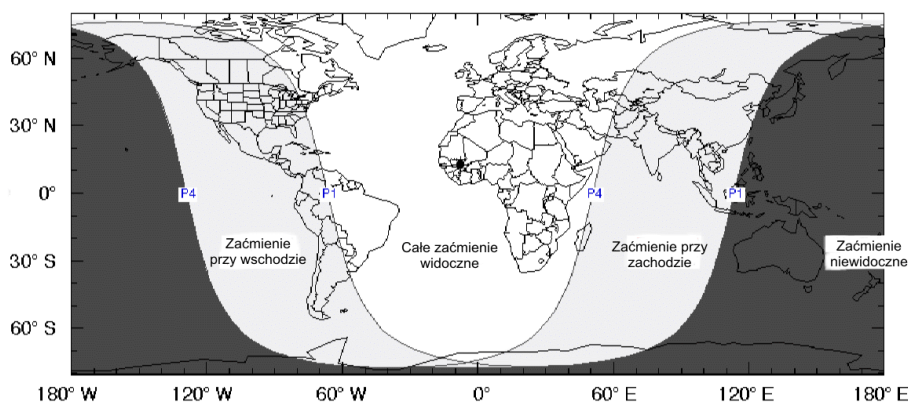 60° N
30° N
0°
30° S
60° S
P4
P1
P4
P1
Zaćmienie
przy wschodzie
Całe zaćmienie
widoczne
Zaćmienie przy
zachodzie
Zaćmienie
niewidoczne
180° W
120° W
60° W
0°
60° E
120° E
180° E